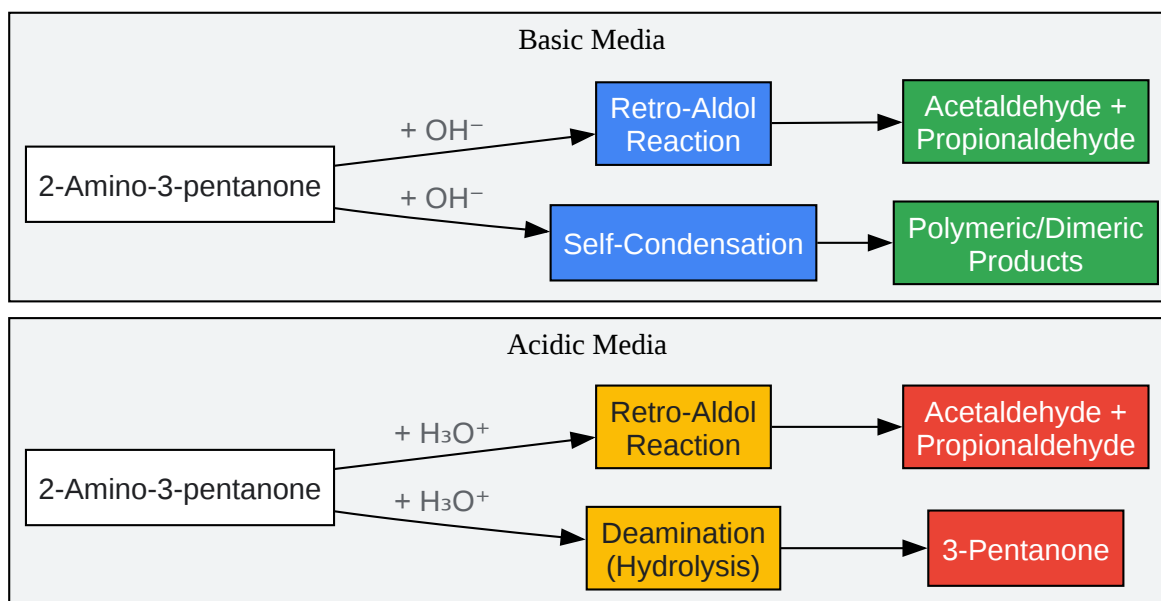 Basic Media
2-Amino-3-pentanone
+ OH⁻
+ OH⁻
Retro-Aldol
Reaction
Acetaldehyde +
Propionaldehyde
Self-Condensation
Polymeric/Dimeric
Products
Acidic Media
2-Amino-3-pentanone
+ H₃O⁺
+ H₃O⁺
Retro-Aldol
Reaction
Acetaldehyde +
Propionaldehyde
Deamination
(Hydrolysis)
3-Pentanone